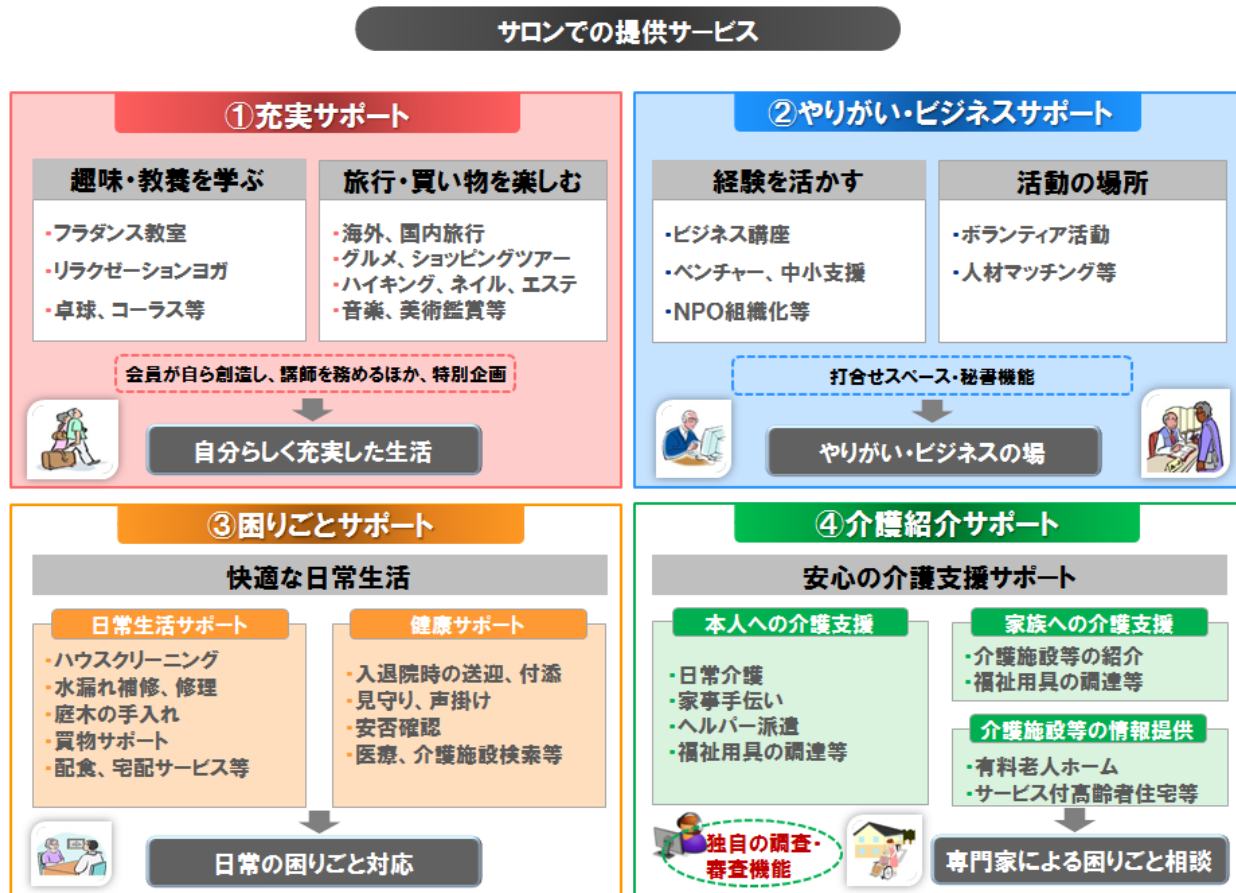 サロンでの提供サービス
①充実サポート
趣味・教養を学ぶ
・フラダンス教室
・リラクゼーションヨガ
・卓球、コーラス等
旅行・買い物を楽しむ
・海外、国内旅行
・グルメ、ショッピングツアー
・ハイキング、ネイル、エステ
・音楽、美術鑑賞等
会員が自ら創造し、講師を務めるほか、特別企画
自分らしく充実した生活
②やりがい・ビジネスサポート
経験を活かす
・ビジネス講座
・ベンチャー、中小支援
・NPO組織化等
活動の場所
・ボランティア活動
・人材マッチング等
打合せスペース・秘書機能
やりがい・ビジネスの場
③困りごとサポート
快適な日常生活
日常生活サポート
・ハウスクリーニング
・水漏れ補修、修理
・庭木の手入れ
・買物サポート
・配食、宅配サービス等
健康サポート
・入退院時の送迎、付添
・見守り、声掛け
・安否確認
・医療、介護施設検索等
日常の困りごと対応
④介護紹介サポート
安心の介護支援サポート
本人への介護支援
・日常介護
・家事手伝い
・ヘルパー派遣
・福祉用具の調達等
家族への介護支援
・介護施設等の紹介
・福祉用具の調達等
介護施設等の情報提供
・有料老人ホーム
・サービス付高齢者住宅等
独自の調査・
審査機能
専門家による困りごと相談